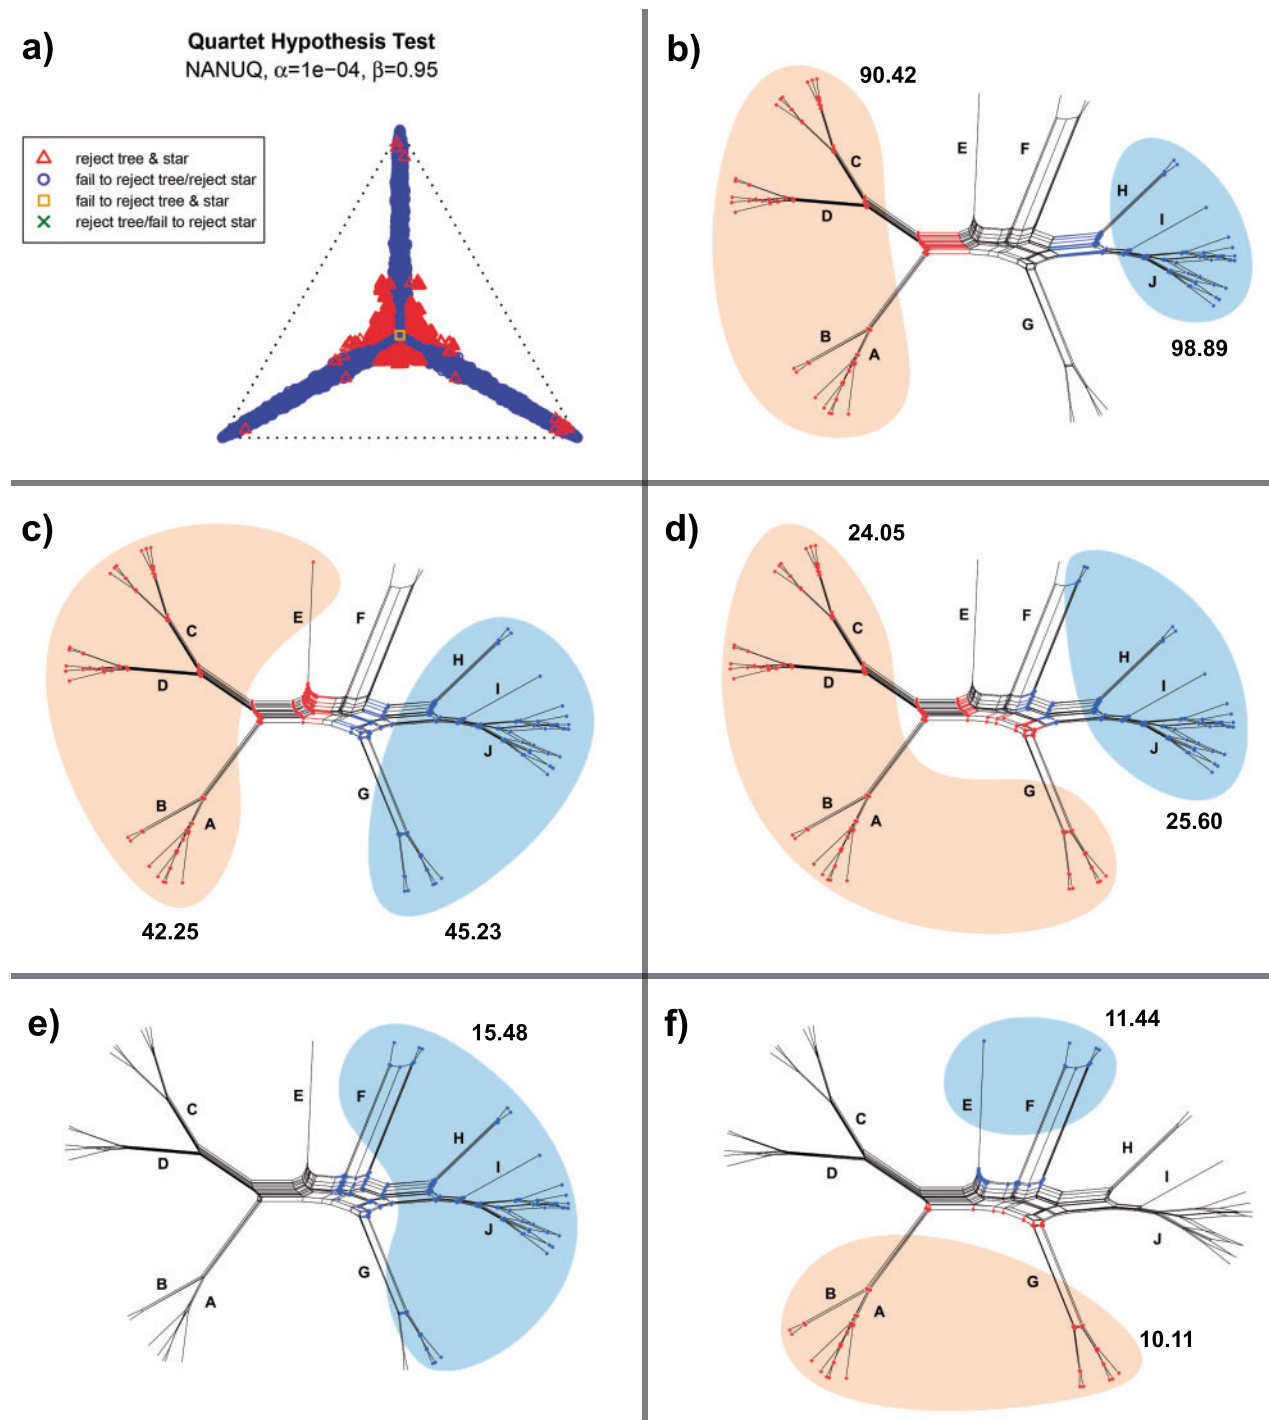 a)
Quartet Hypothesis Test
NANUQ, α=1e−04, β=0.95
reject tree & star
fail to reject tree/reject star
fail to reject tree & star
reject tree/fail to reject star
b)
90.42
C
E
F
H
D
I
J
G
B
A
98.89
c)
E
F
C
H
D
I
J
G
B
A
42.25
45.23
d)
24.05
E
F
C
H
D
I
J
G
B
A
25.60
e)
15.48
E
F
C
H
D
I
J
G
B
A
f)
11.44
E
F
C
H
D
I
J
G
B
A
10.11